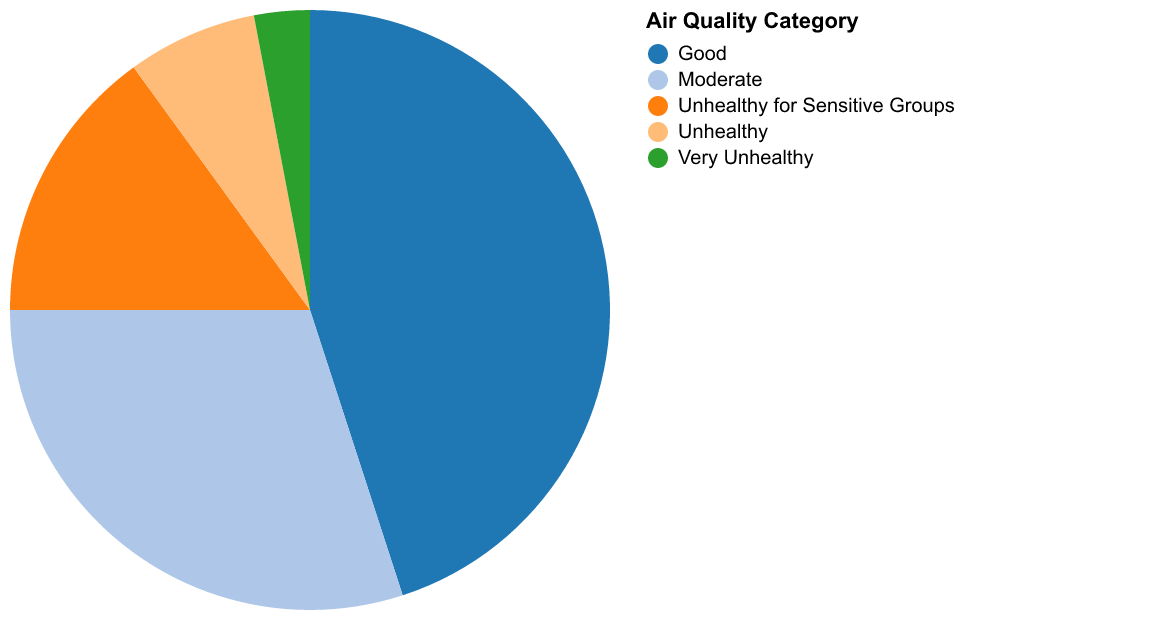 Air Quality Category
Good
Moderate
Unhealthy for Sensitive Groups
Unhealthy
Very Unhealthy